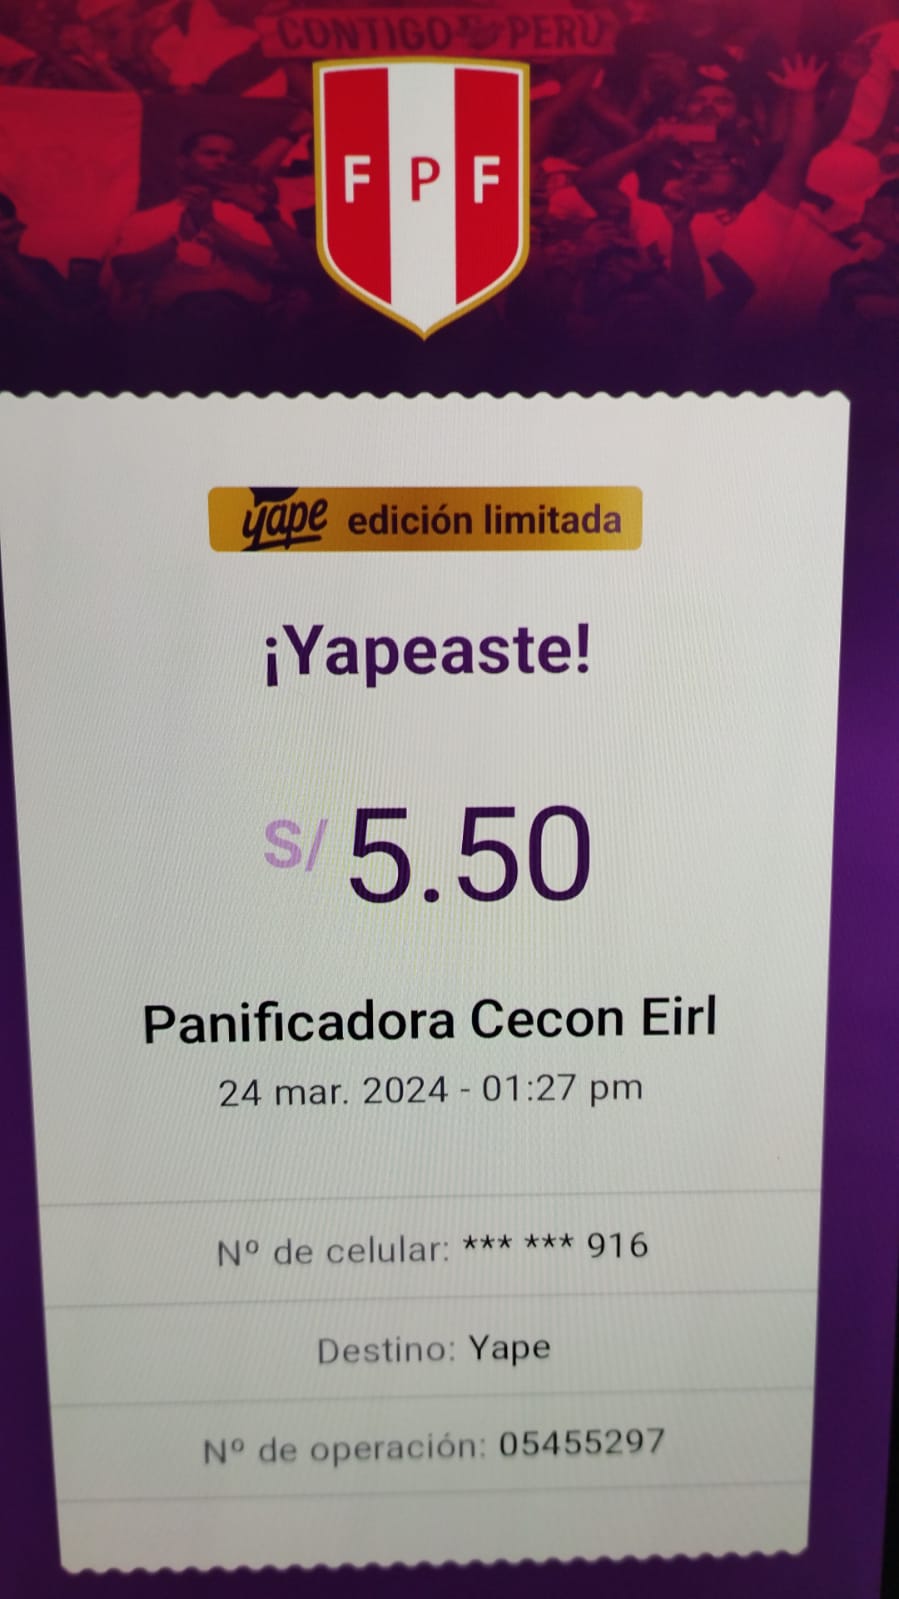 CONTIGO PERÚ
F P F
yape edición limitada
¡Yapeaste!
S/ 5.50
Panificadora Cecon Eirl
24 mar. 2024 - 01:27 pm
Nº de celular: *** *** 916
Destino: Yape
Nº de operación: 05455297